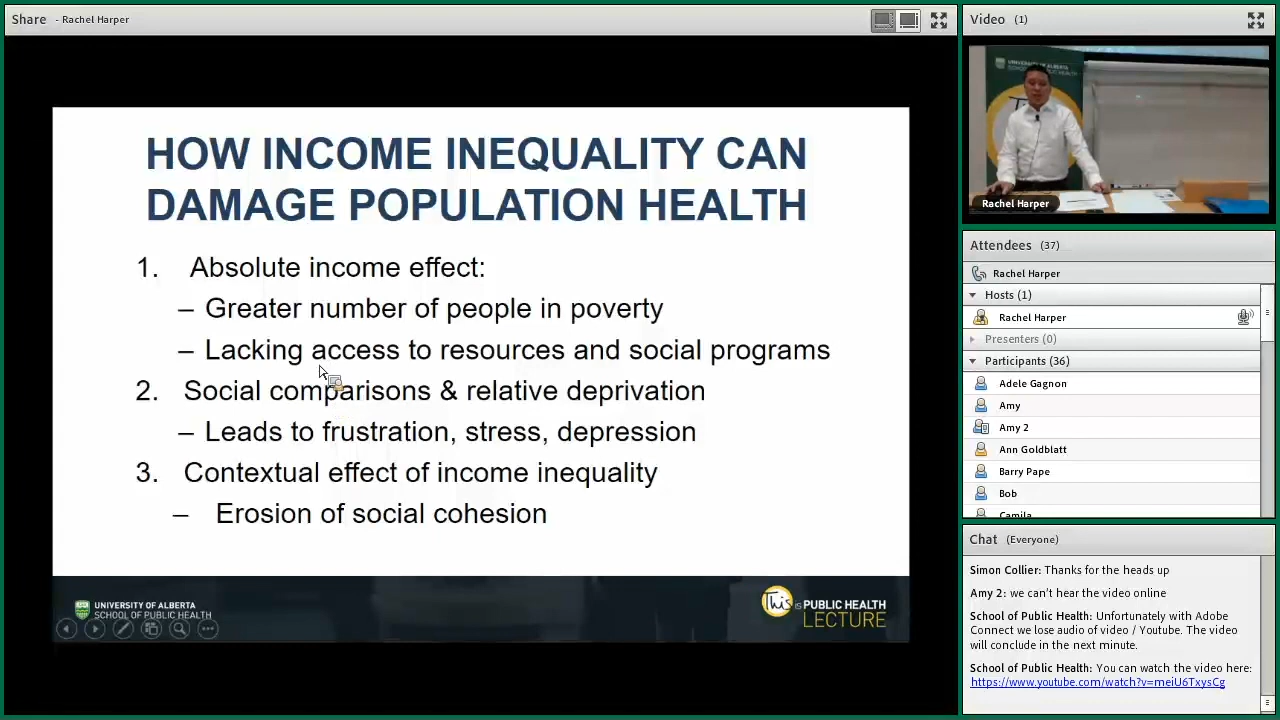 Share - Rachel Harper
HOW INCOME INEQUALITY CAN
DAMAGE POPULATION HEALTH
1. Absolute income effect:
– Greater number of people in poverty
– Lacking access to resources and social programs
2. Social comparisons & relative deprivation
– Leads to frustration, stress, depression
3. Contextual effect of income inequality
– Erosion of social cohesion
UNIVERSITY OF ALBERTA
SCHOOL OF PUBLIC HEALTH
This is PUBLIC HEALTH
LECTURE
Video (1)
UNIVERSITY OF ALBERTA
Rachel Harper
Attendees (37)
Rachel Harper
Hosts (1)
Rachel Harper
Presenters (0)
Participants (36)
Adele Gagnon
Amy
Amy 2
Ann Goldblatt
Barry Pape
Bob
Camila
Chat (Everyone)
Simon Collier: Thanks for the heads up
Amy 2: we can't hear the video online
School of Public Health: Unfortunately with Adobe
Connect we lose audio of video / Youtube. The video
will conclude in the next minute.
School of Public Health: You can watch the video here:
https://www.youtube.com/watch?v=meiU6TxysCg